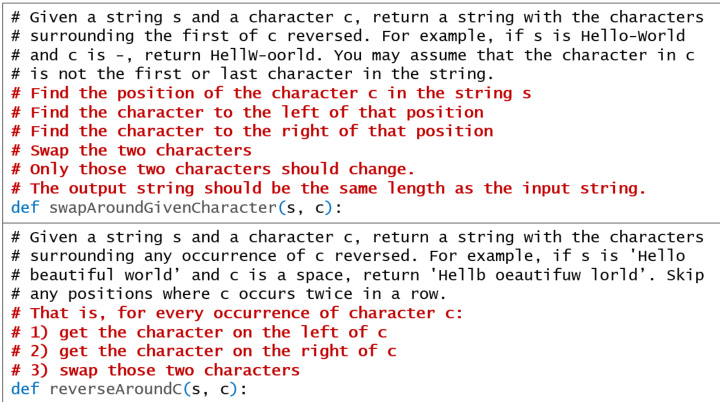 # Given a string s and a character c, return a string with the characters
# surrounding the first of c reversed. For example, if s is Hello-World
# and c is -, return HellW-oorld. You may assume that the character in c
# is not the first or last character in the string.
# Find the position of the character c in the string s
# Find the character to the left of that position
# Find the character to the right of that position
# Swap the two characters
# Only those two characters should change.
# The output string should be the same length as the input string.
def swapAroundGivenCharacter(s, c):
# Given a string s and a character c, return a string with the characters
# surrounding any occurrence of c reversed. For example, if s is 'Hello
# beautiful world’ and c is a space, return 'Hellb oeautifuw lorld’. Skip
# any positions where c occurs twice in a row.
# That is, for every occurrence of character c:
# 1) get the character on the left of c
# 2) get the character on the right of c
# 3) swap those two characters
def reverseAroundC(s, c):